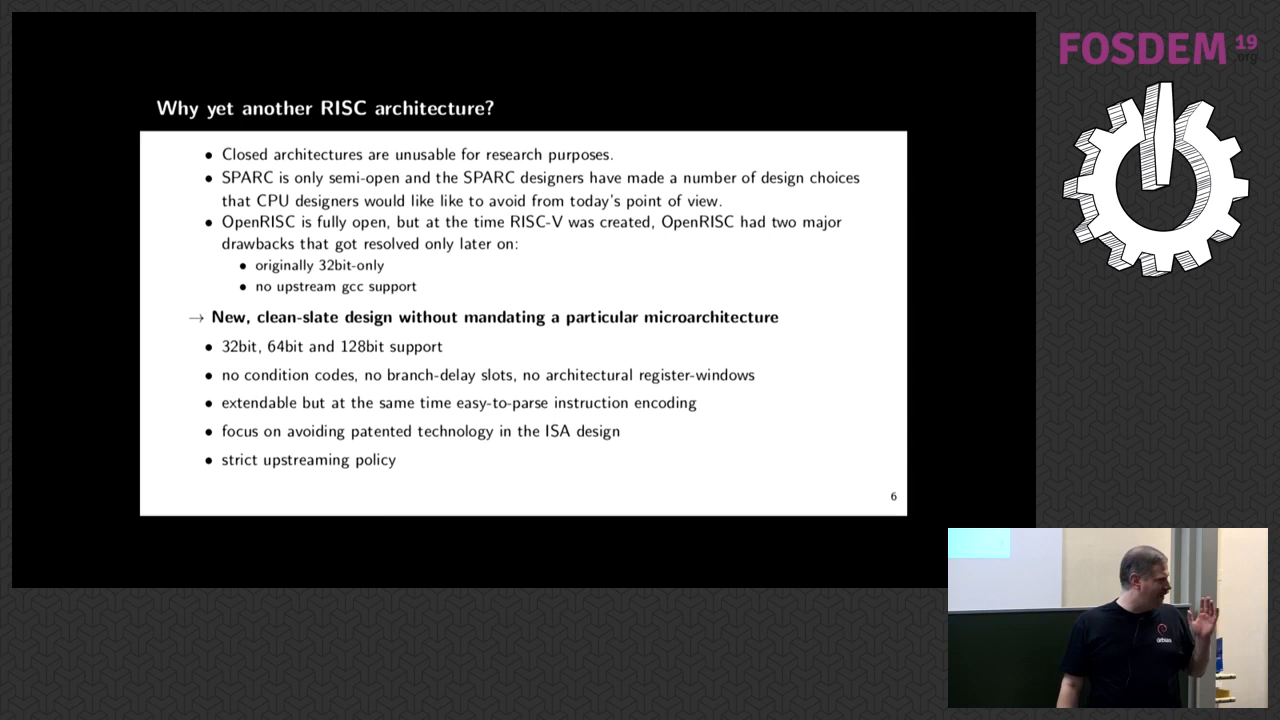 FOSDEM 19
.org
Why yet another RISC architecture?
• Closed architectures are unusable for research purposes.
• SPARC is only semi-open and the SPARC designers have made a number of design choices
that CPU designers would like like to avoid from today's point of view.
• OpenRISC is fully open, but at the time RISC-V was created, OpenRISC had two major
drawbacks that got resolved only later on:
• originally 32bit-only
• no upstream gcc support
→ New, clean-slate design without mandating a particular microarchitecture
• 32bit, 64bit and 128bit support
• no condition codes, no branch-delay slots, no architectural register-windows
• extendable but at the same time easy-to-parse instruction encoding
• focus on avoiding patented technology in the ISA design
• strict upstreaming policy
6
debian